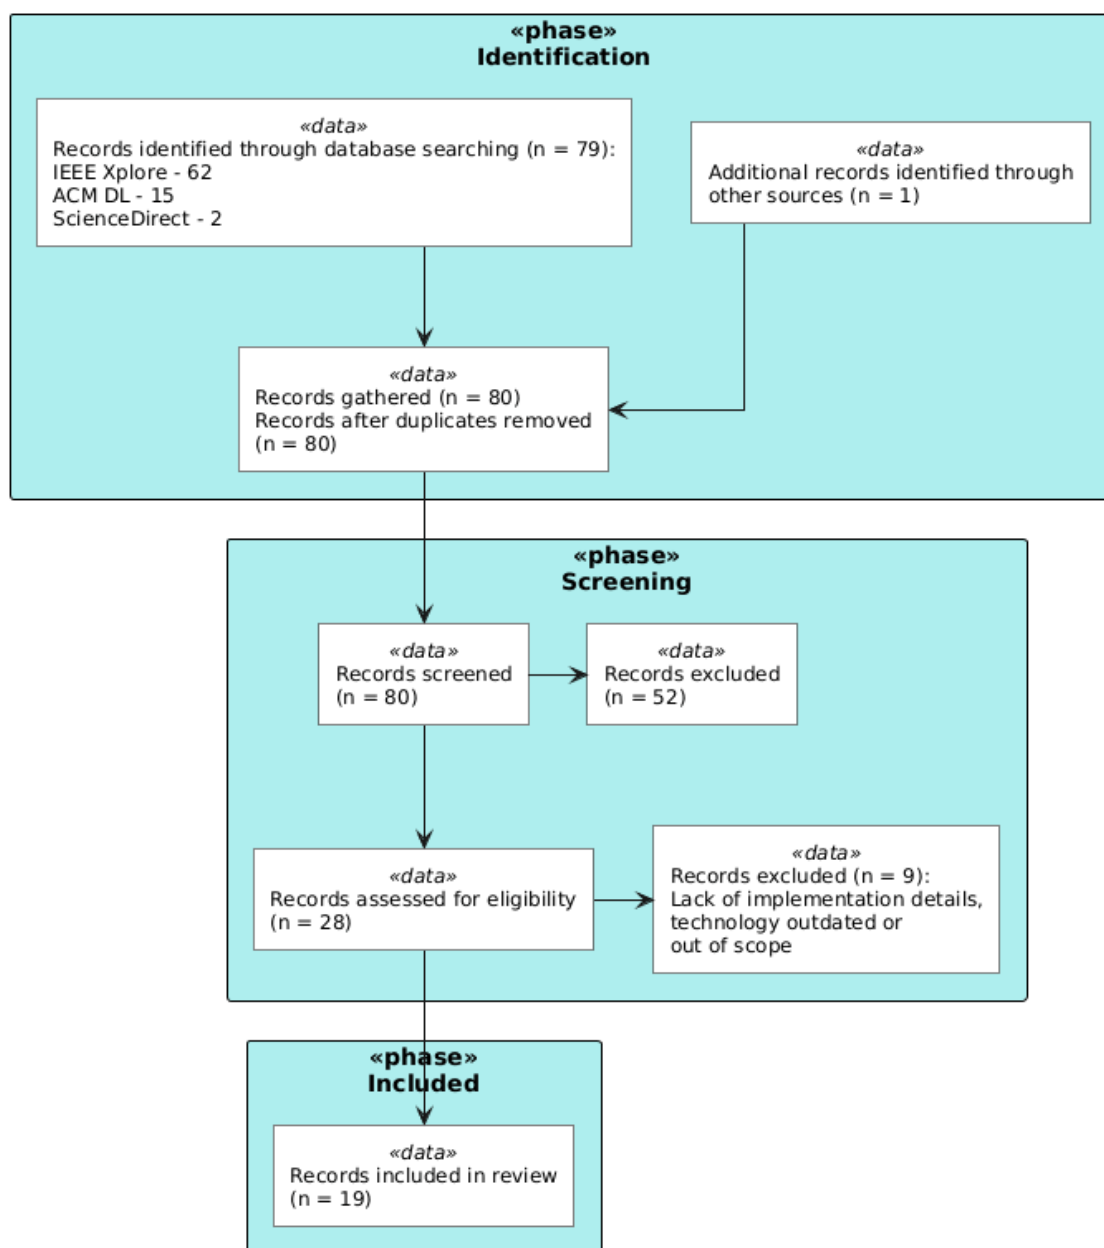 «phase»
Identification
«data»
Records identified through database searching (n = 79):
IEEE Xplore - 62
ACM DL - 15
ScienceDirect - 2
«data»
Additional records identified through
other sources (n = 1)
«data»
Records gathered (n = 80)
Records after duplicates removed
(n = 80)
«phase»
Screening
«data»
Records screened
(n = 80)
«data»
Records excluded
(n = 52)
«data»
Records assessed for eligibility
(n = 28)
«data»
Records excluded (n = 9):
Lack of implementation details,
technology outdated or
out of scope
«phase»
Included
«data»
Records included in review
(n = 19)